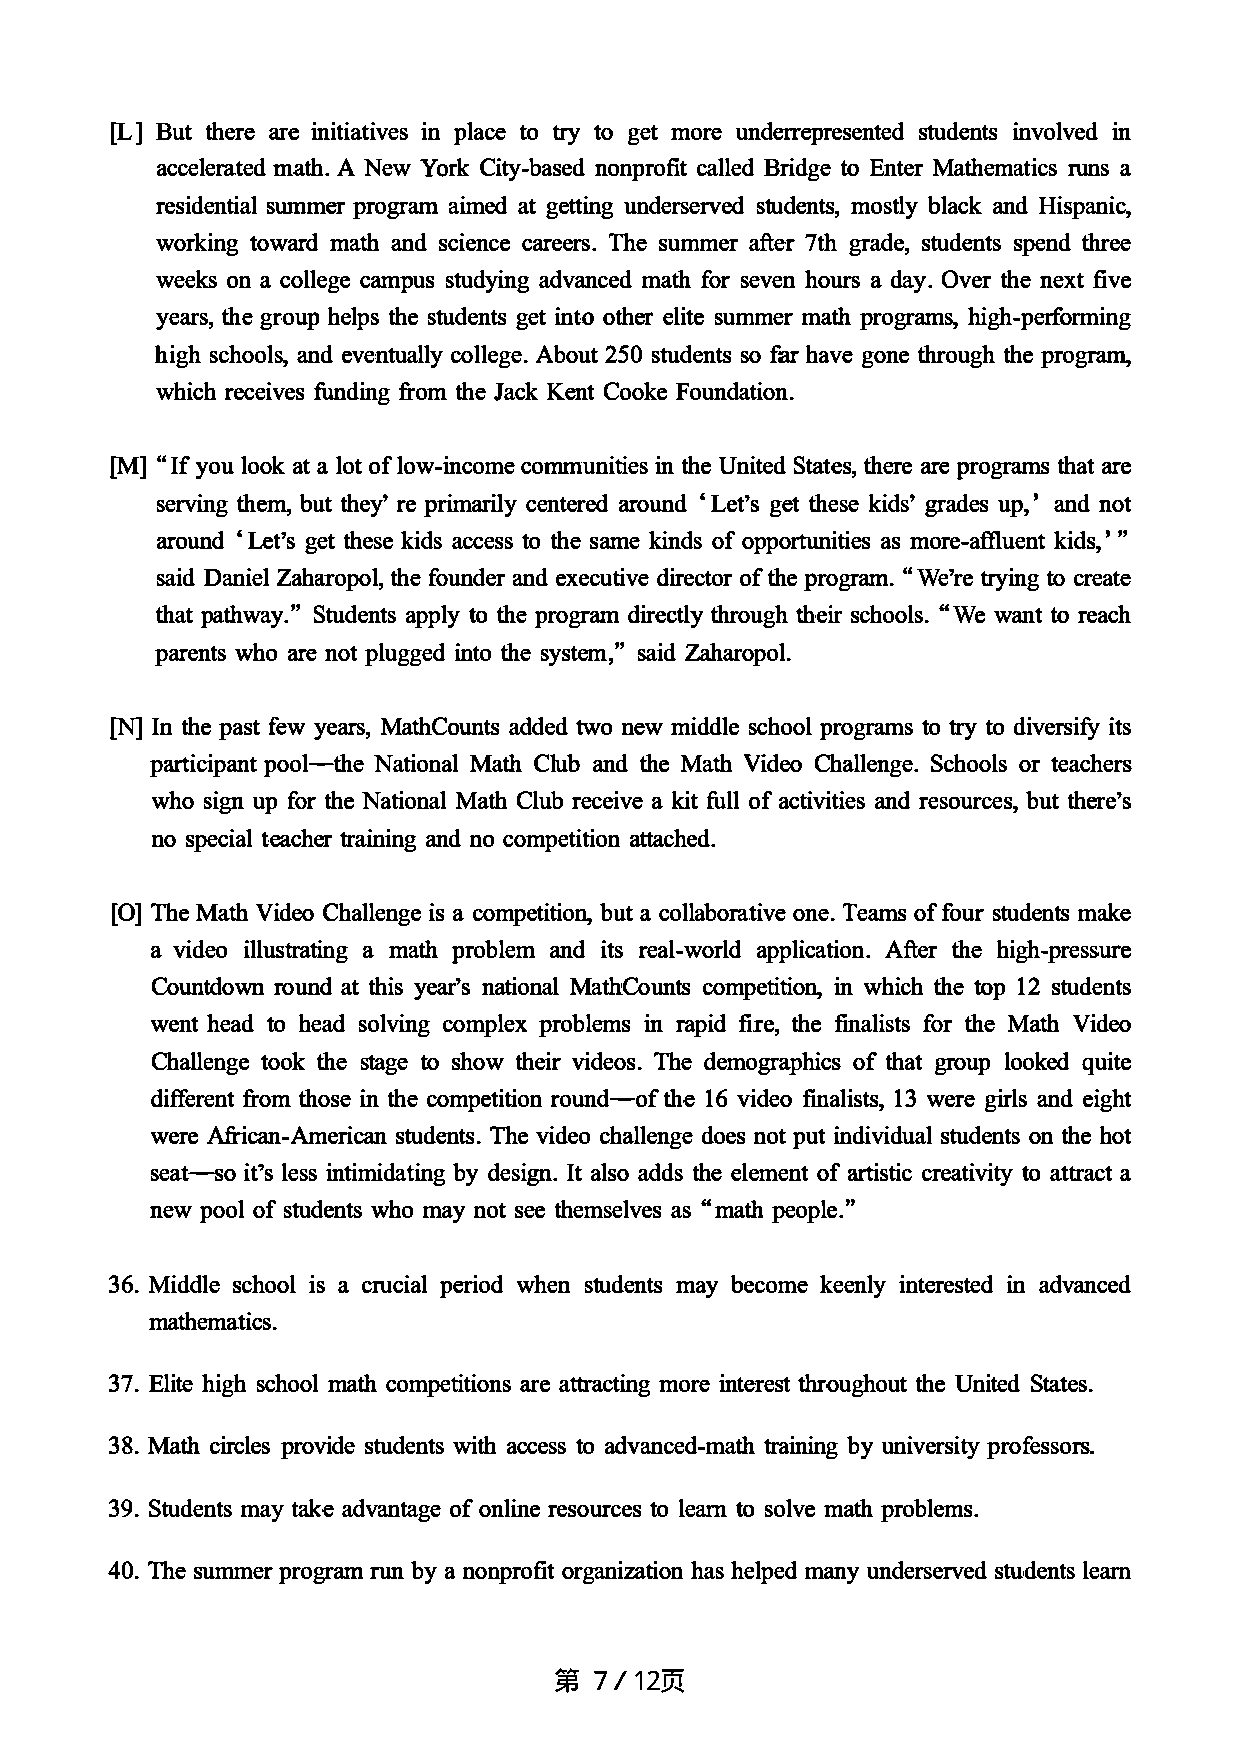 [L] But there are initiatives in place to try to get more underrepresented students involved in
accelerated math. A New York City-based nonprofit called Bridge to Enter Mathematics runs a
residential summer program aimed at getting underserved students, mostly black and Hispanic,
working toward math and science careers. The summer after 7th grade, students spend three
weeks on a college campus studying advanced math for seven hours a day. Over the next five
years, the group helps the students get into other elite summer math programs, high-performing
high schools, and eventually college. About 250 students so far have gone through the program,
which receives funding from the Jack Kent Cooke Foundation.
[M] “If you look at a lot of low-income communities in the United States, there are programs that are
serving them, but they’ re primarily centered around ‘Let’s get these kids’ grades up,’ and not
around ‘Let’s get these kids access to the same kinds of opportunities as more-affluent kids,’”
said Daniel Zaharopol, the founder and executive director of the program. “We’re trying to create
that pathway.” Students apply to the program directly through their schools. “We want to reach
parents who are not plugged into the system,” said Zaharopol.
[N] In the past few years, MathCounts added two new middle school programs to try to diversify its
participant pool—the National Math Club and the Math Video Challenge. Schools or teachers
who sign up for the National Math Club receive a kit full of activities and resources, but there’s
no special teacher training and no competition attached.
[O] The Math Video Challenge is a competition, but a collaborative one. Teams of four students make
a video illustrating a math problem and its real-world application. After the high-pressure
Countdown round at this year’s national MathCounts competition, in which the top 12 students
went head to head solving complex problems in rapid fire, the finalists for the Math Video
Challenge took the stage to show their videos. The demographics of that group looked quite
different from those in the competition round—of the 16 video finalists, 13 were girls and eight
were African-American students. The video challenge does not put individual students on the hot
seat—so it’s less intimidating by design. It also adds the element of artistic creativity to attract a
new pool of students who may not see themselves as “math people.”
36. Middle school is a crucial period when students may become keenly interested in advanced
mathematics.
37. Elite high school math competitions are attracting more interest throughout the United States.
38. Math circles provide students with access to advanced-math training by university professors.
39. Students may take advantage of online resources to learn to solve math problems.
40. The summer program run by a nonprofit organization has helped many underserved students learn
第 7 / 12页